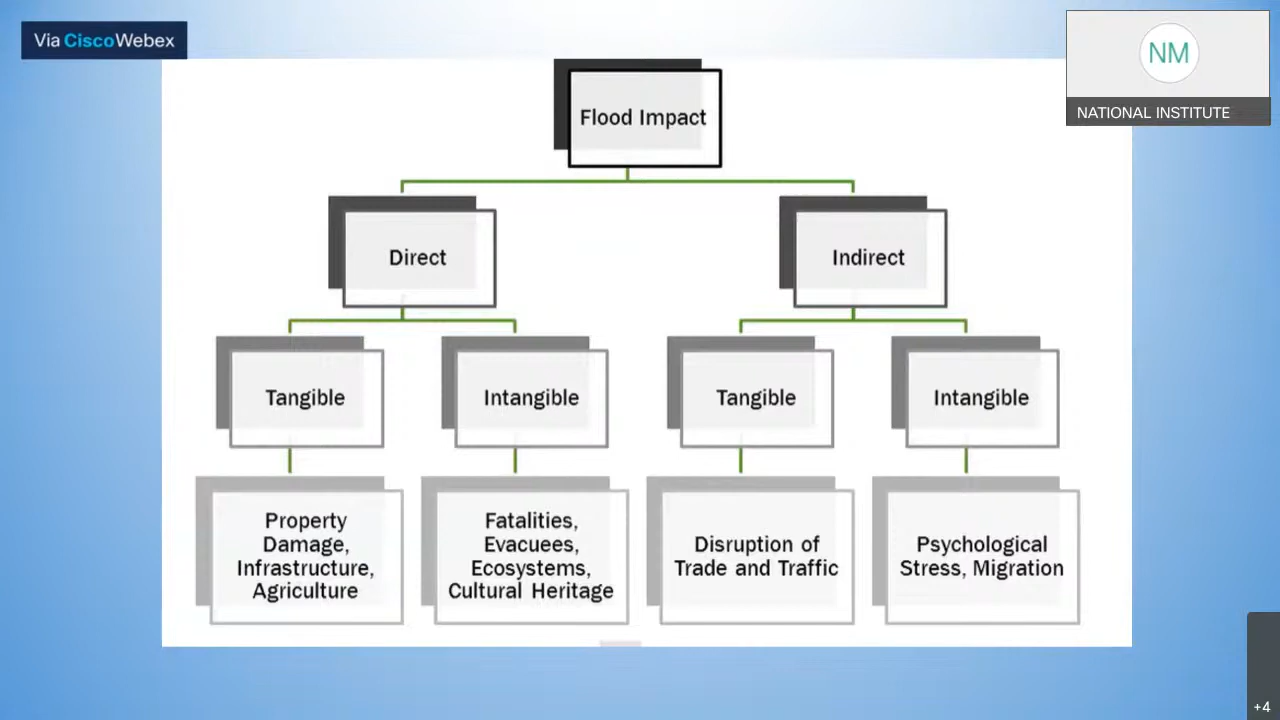 Via CiscoWebex
NM
NATIONAL INSTITUTE
Flood Impact
Direct
Indirect
Tangible
Intangible
Tangible
Intangible
Property
Damage,
Infrastructure,
Agriculture
Fatalities,
Evacuees,
Ecosystems,
Cultural Heritage
Disruption of
Trade and Traffic
Psychological
Stress, Migration
+4